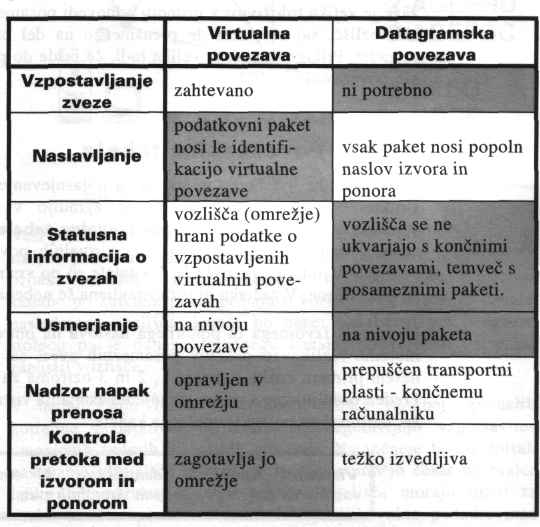 Virtualna
povezava
Datagramska
povezava
Vzpostavljanje
zveze
zahtevano
ni potrebno
Naslavljanje
podatkovni paket
nosi le identifi-
kacijo virtualne
povezave
vsak paket nosi popoln
naslov izvora in
ponora
Statusna
informacija o
zvezah
vozlišča (omrežje)
hrani podatke o
vzpostavljenih
virtualnih pove-
zavah
vozlišča se ne
ukvarjajo s končnimi
povezavami, temveč s
posameznimi paketi.
Usmerjanje
na nivoju
povezave
na nivoju paketa
Nadzor napak
prenosa
opravljen v
omrežju
prepuščen transportni
plasti - končnemu
računalniku
Kontrola
pretoka med
izvorom in
ponorom
zagotavlja jo
omrežje
težko izvedljiva